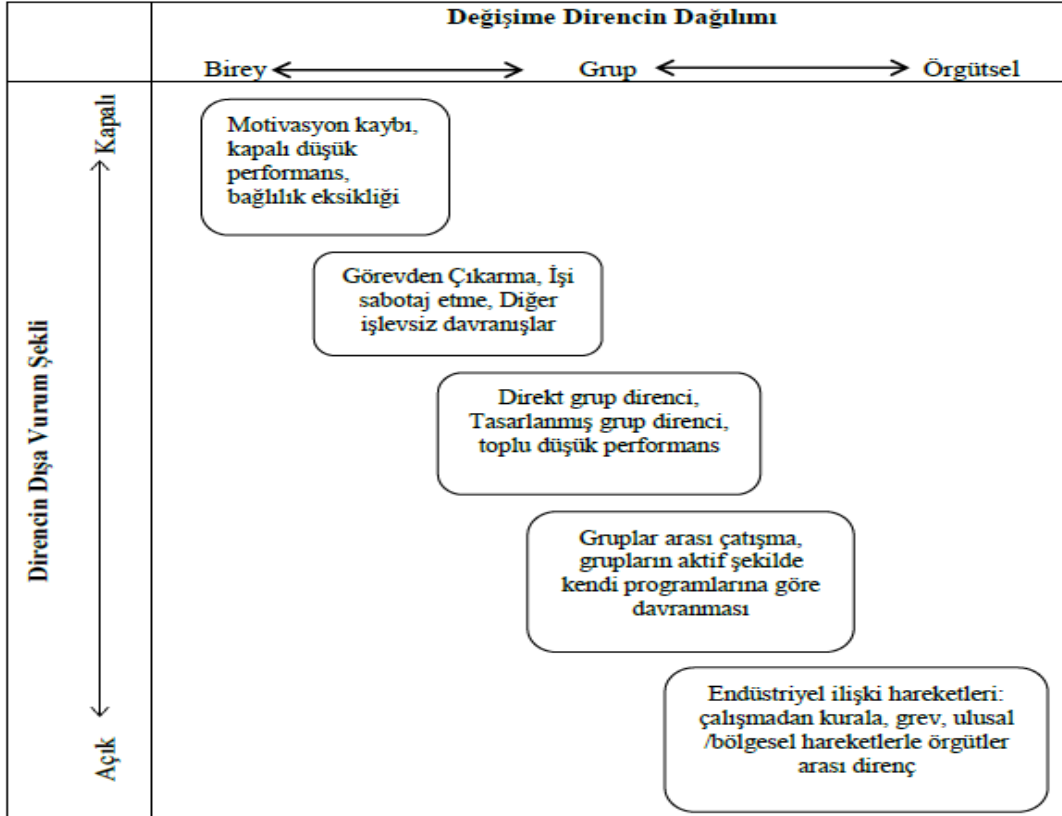 Değişime Direncin Dağılımı
Birey Grup Örgütsel
Direncin Dışa Vurum Şekli
Kapalı
Motivasyon kaybı,
kapalı düşük
performans,
bağlılık eksikliği
Görevden Çıkarma, İşi
sabotaj etme, Diğer
işlevsiz davranışlar
Direkt grup direnci,
Tasarlanmış grup direnci,
toplu düşük performans
Gruplar arası çatışma,
grupların aktif şekilde
kendi programlarına göre
davranması
Endüstriyel ilişki hareketleri:
çalışmadan kurala, grev, ulusal
/bölgesel hareketlerle örgütler
arası direnç
Açık